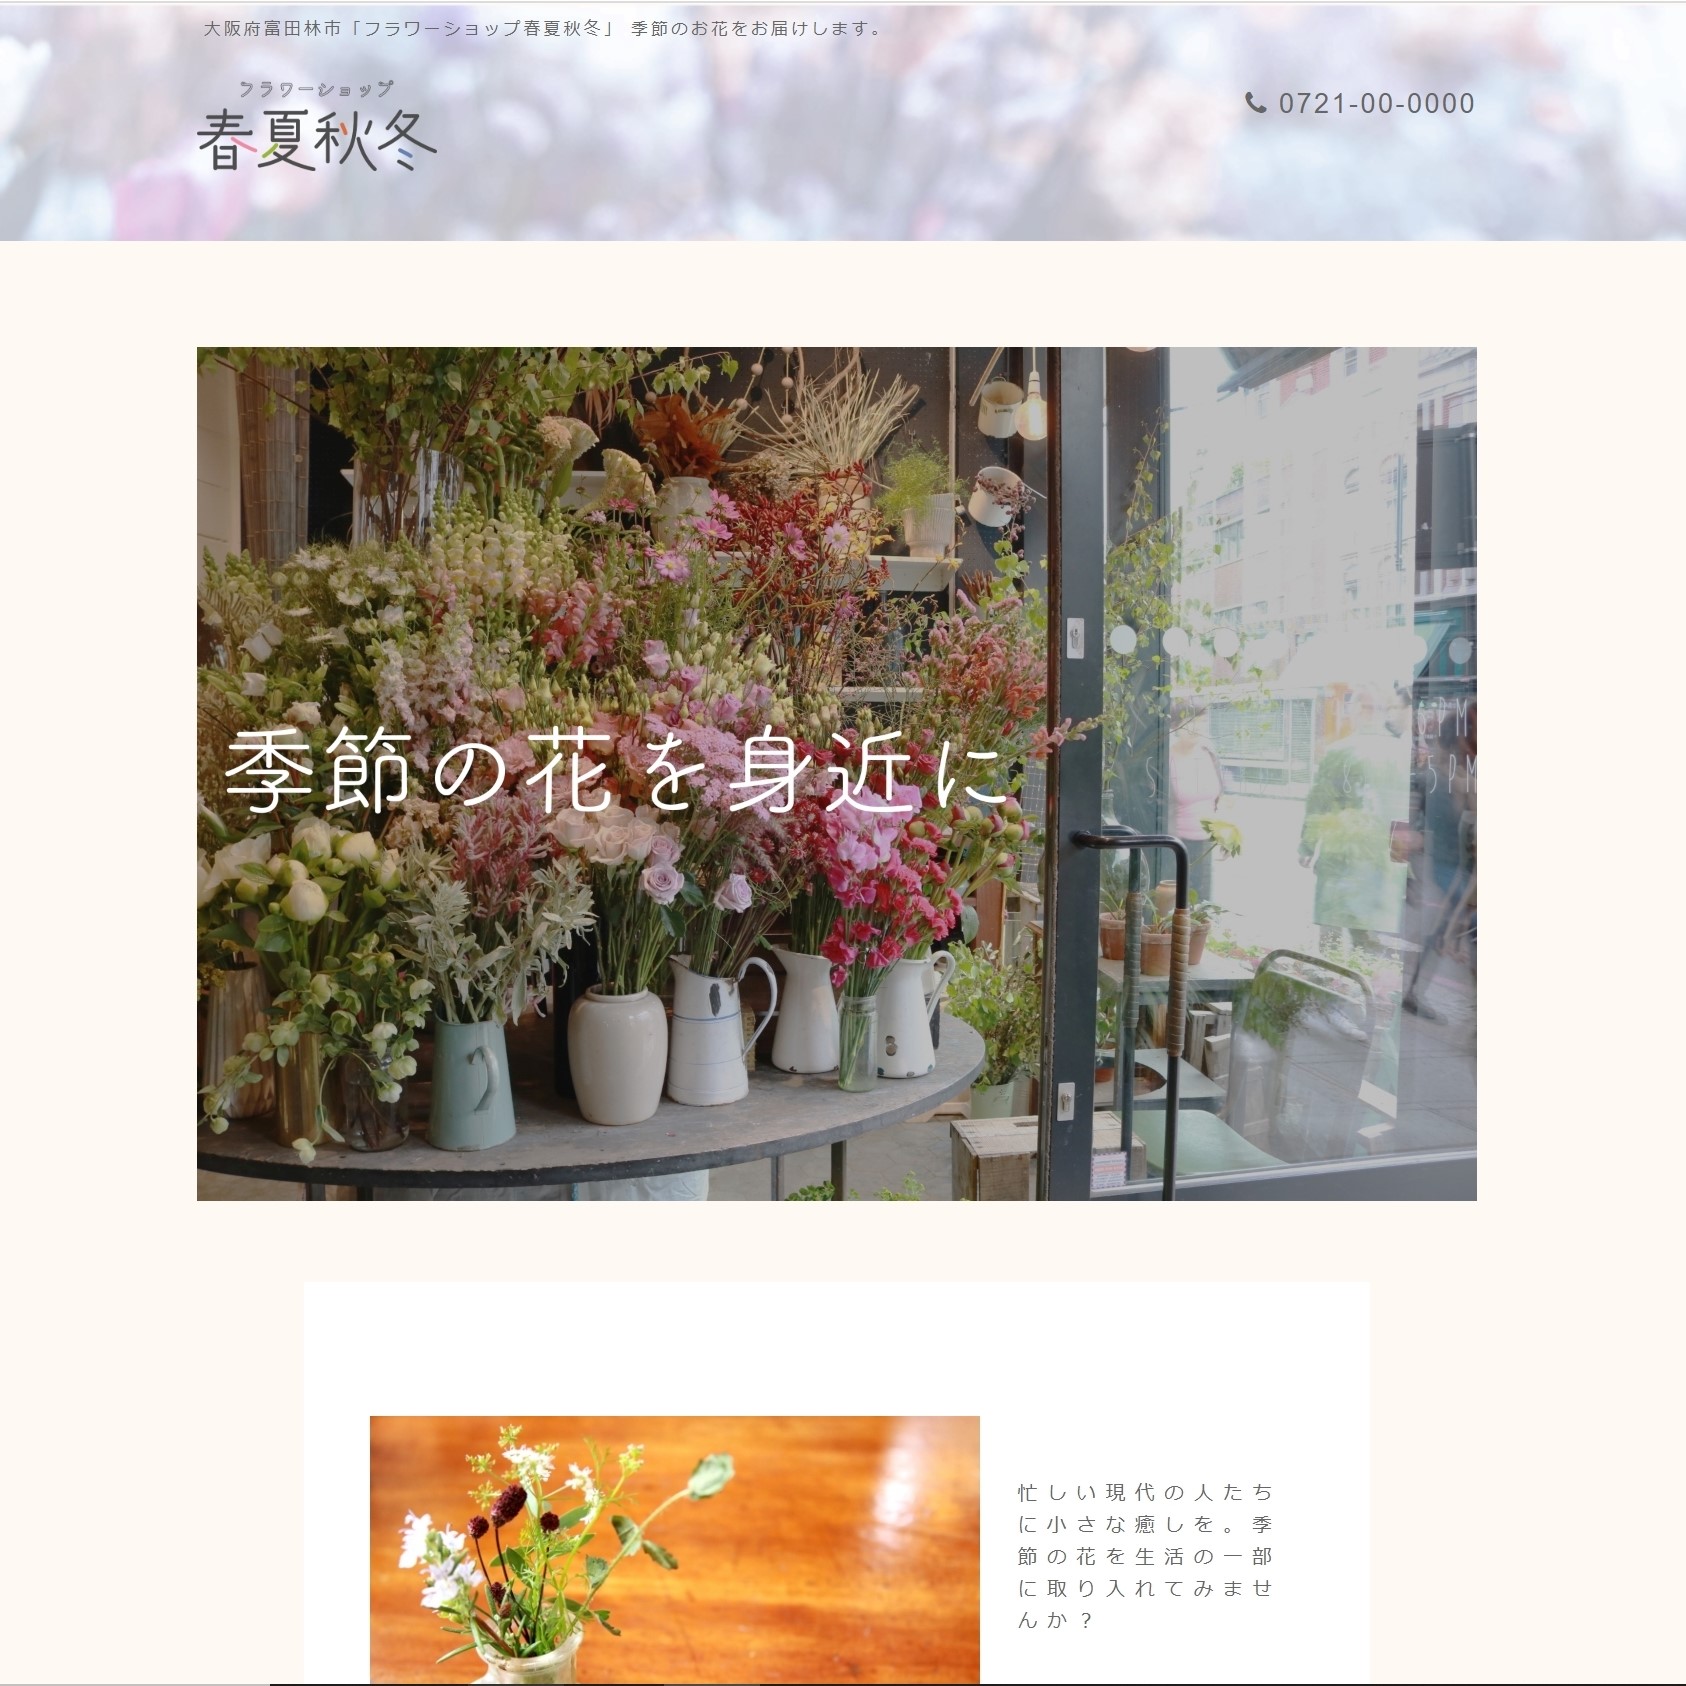 大阪府富田林市「フラワーショップ春夏秋冬」 季節のお花をお届けします。
フラワーショップ
春夏秋冬
0721-00-0000
季節の花を身近に
忙しい現代の人たち
に小さな癒しを。季
節の花を生活の一部
に取り入れてみませ
んか？